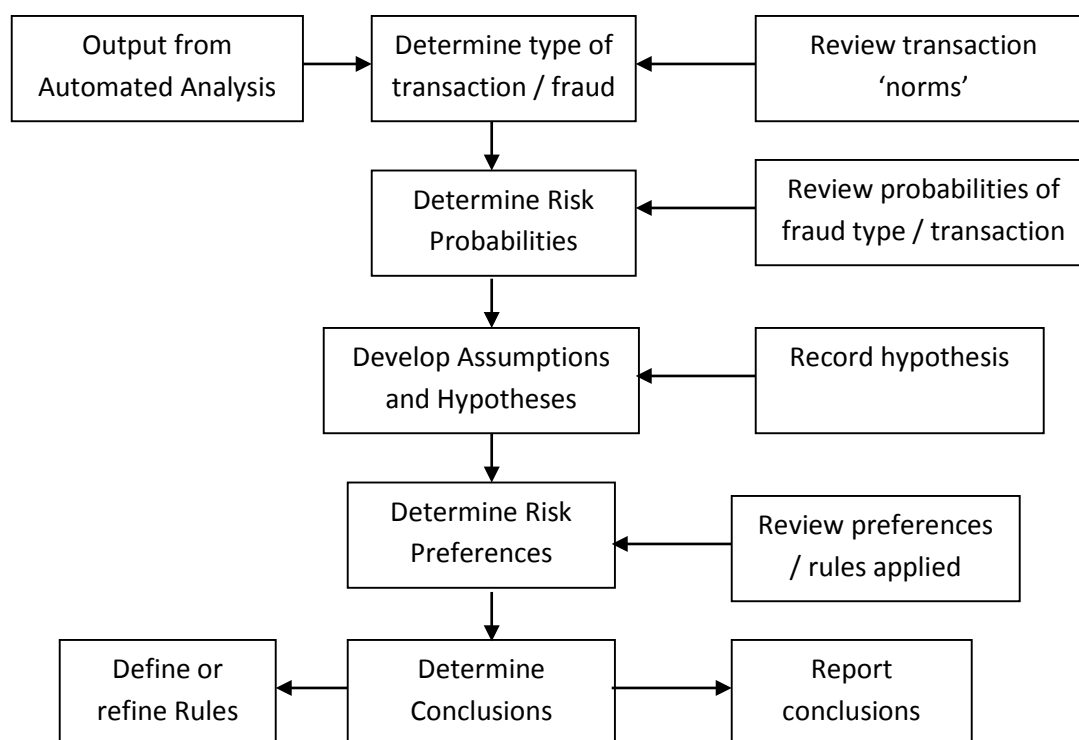 Output from
Automated Analysis
Determine type of
transaction / fraud
Review transaction
‘norms’
Determine Risk
Probabilities
Review probabilities of
fraud type / transaction
Develop Assumptions
and Hypotheses
Record hypothesis
Determine Risk
Preferences
Review preferences
/ rules applied
Define or
refine Rules
Determine
Conclusions
Report
conclusions